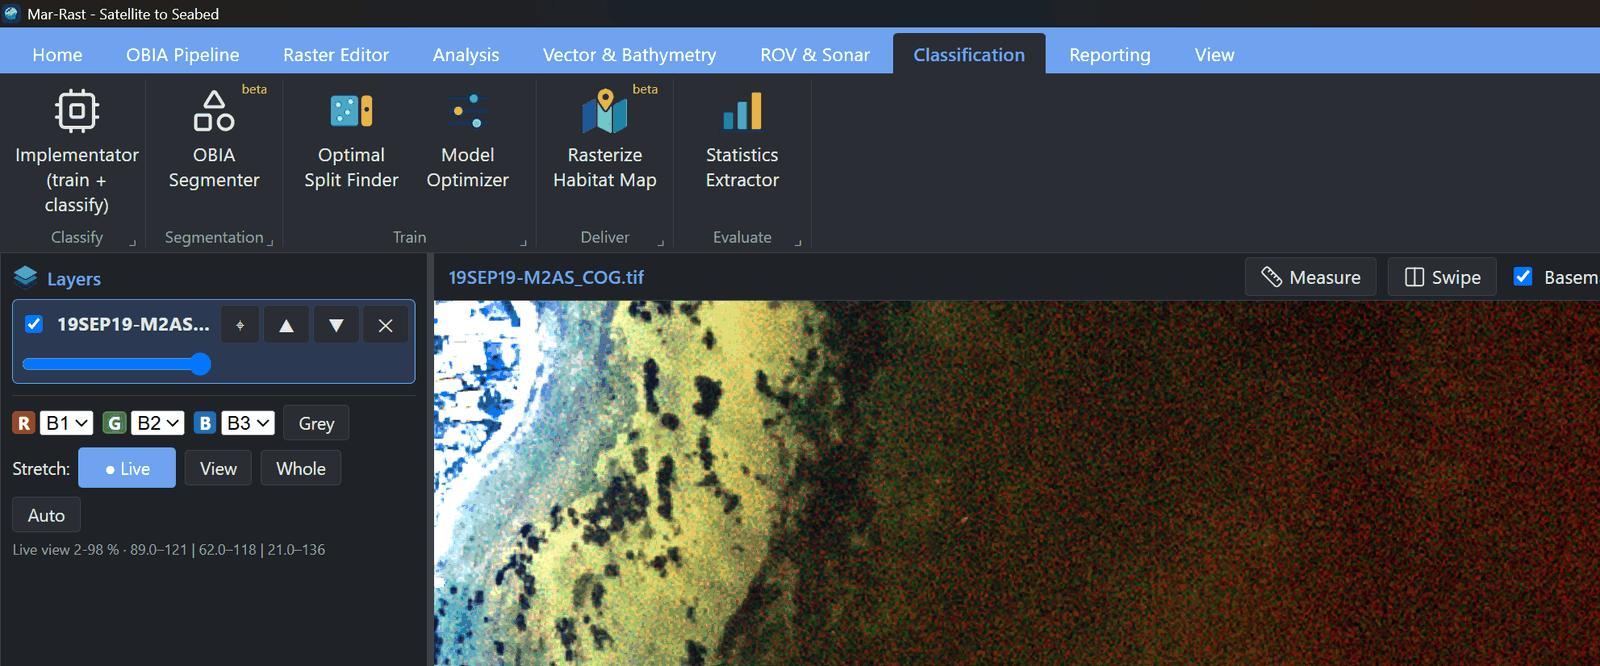 Mar-Rast - Satellite to Seabed
Home OBIA Pipeline Raster Editor Analysis Vector & Bathymetry ROV & Sonar Classification Reporting View
beta beta
Implementator OBIA Optimal Model Rasterize Statistics
(train + Segmenter Split Finder Optimizer Habitat Map Extractor
classify)
Classify Segmentation Train Deliver Evaluate
Layers 19SEP19-M2AS_COG.tif Measure Swipe Basem
19SEP19-M2AS...
R B1 G B2 B B3 Grey
Stretch: Live View Whole
Auto
Live view 2-98 % · 89.0–121 | 62.0–118 | 21.0–136